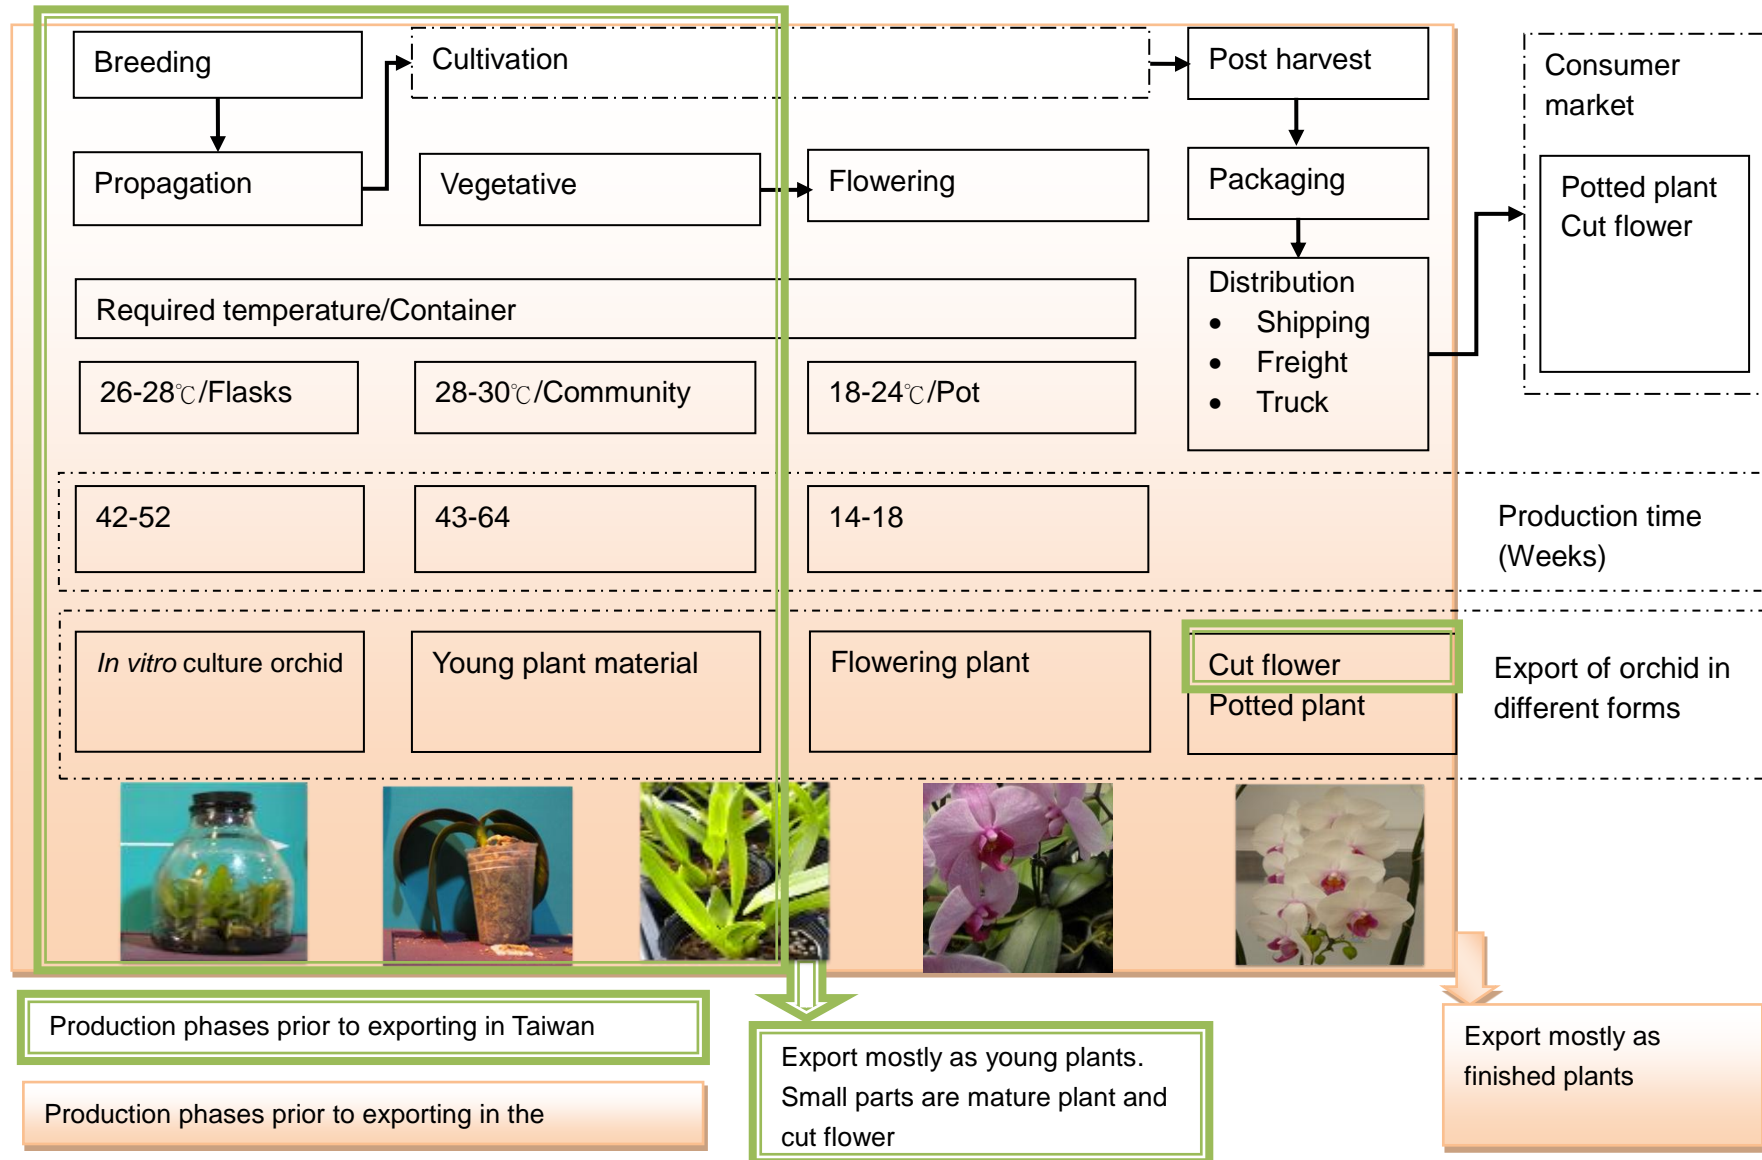 Breeding
Cultivation
Post harvest
Consumer
market
Propagation
Vegetative
Flowering
Packaging
Potted plant
Cut flower
Required temperature/Container
Distribution
• Shipping
• Freight
• Truck
26-28℃/Flasks
28-30℃/Community
18-24℃/Pot
42-52
43-64
14-18
Production time
(Weeks)
In vitro culture orchid
Young plant material
Flowering plant
Cut flower
Potted plant
Export of orchid in
different forms
Production phases prior to exporting in Taiwan
Production phases prior to exporting in the
Export mostly as young plants.
Small parts are mature plant and
cut flower
Export mostly as
finished plants